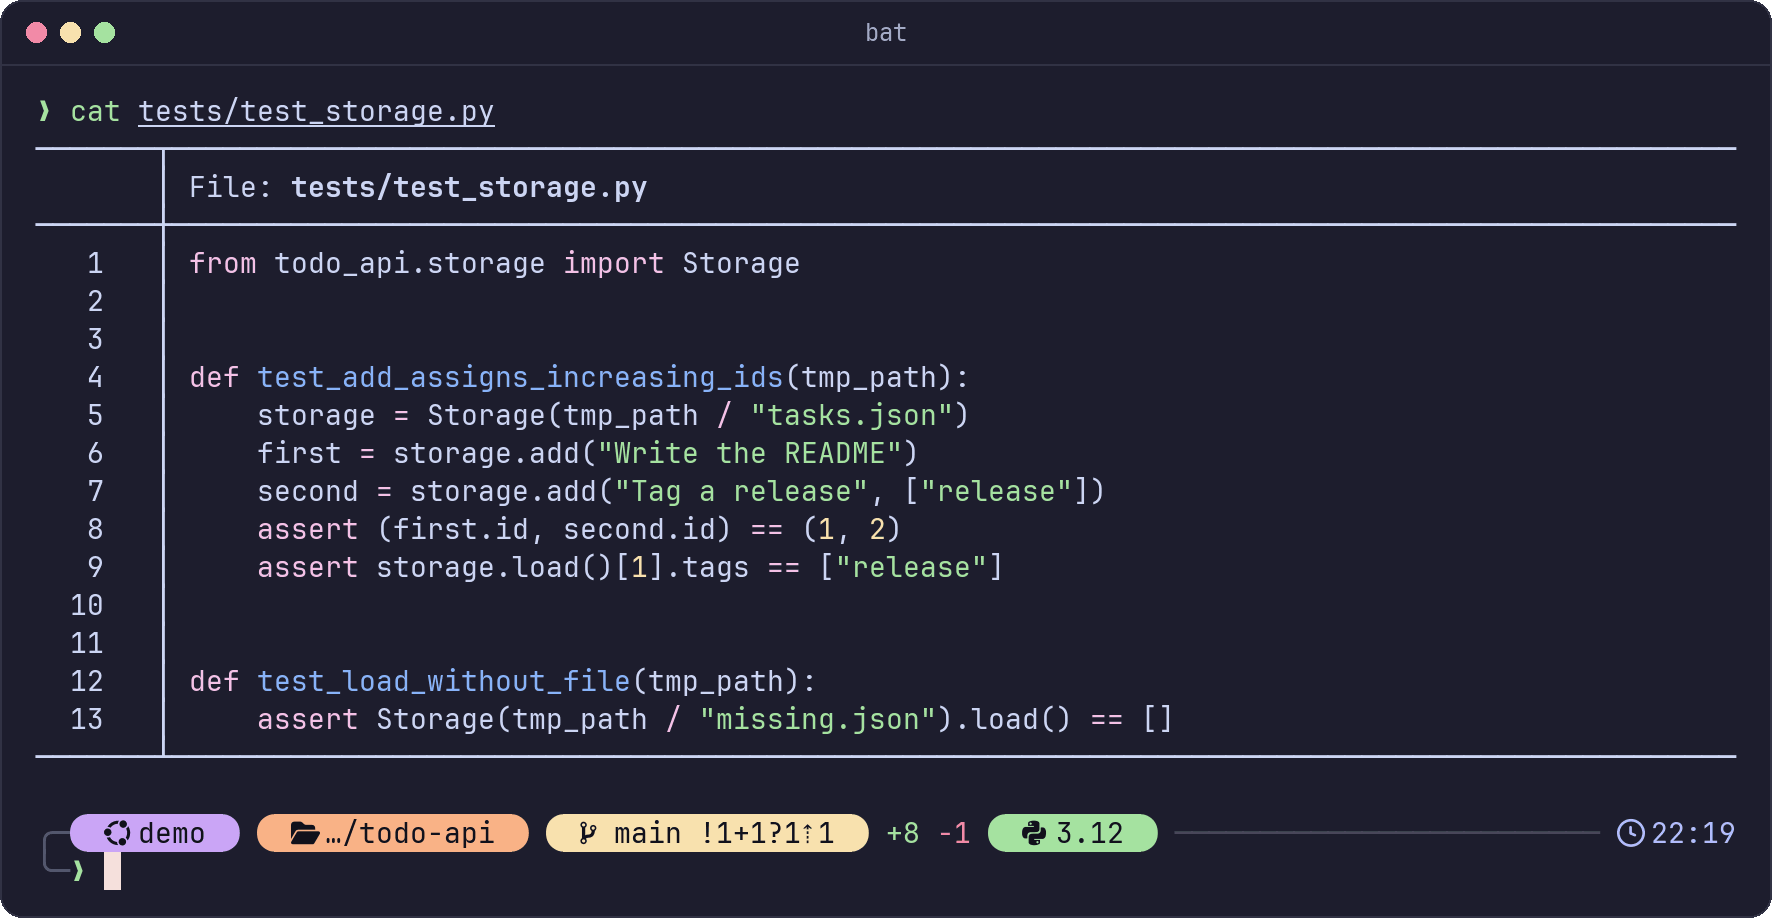 bat
❯ cat tests/test_storage.py
File: tests/test_storage.py
1 from todo_api.storage import Storage
2
3
4 def test_add_assigns_increasing_ids(tmp_path):
5     storage = Storage(tmp_path / "tasks.json")
6     first = storage.add("Write the README")
7     second = storage.add("Tag a release", ["release"])
8     assert (first.id, second.id) == (1, 2)
9     assert storage.load()[1].tags == ["release"]
10
11
12 def test_load_without_file(tmp_path):
13     assert Storage(tmp_path / "missing.json").load() == []
demo …/todo-api main !1+1?1⇡1 +8 -1 3.12 22:19
❯